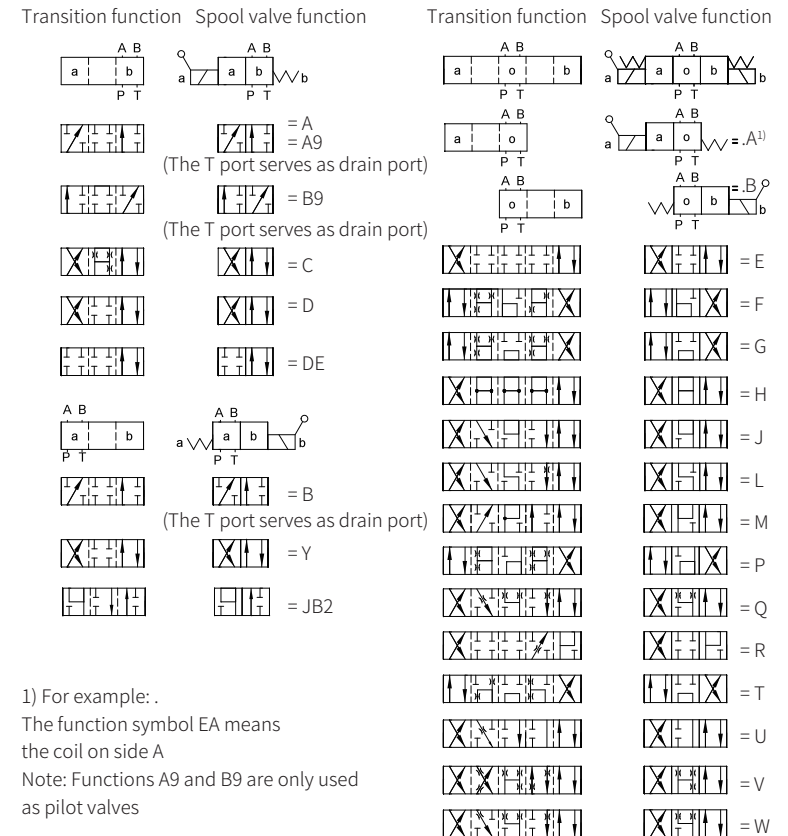 Transition function Spool valve function
A B
a b
P T
A B
a a b b
P T
= A
= A9
(The T port serves as drain port)
= B9
(The T port serves as drain port)
= C
= D
= DE
A B
a b
P T
A B
a a b b
P T
= B
(The T port serves as drain port)
= Y
= JB2
1) For example: .
The function symbol EA means
the coil on side A
Note: Functions A9 and B9 are only used
as pilot valves
Transition function Spool valve function
A B
a o b
P T
A B
a a o b b
P T
A B
a o
P T
A B
a a o = .A1)
P T
A B
o b
P T
A B
o b b = .B
P T
= E
= F
= G
= H
= J
= L
= M
= P
= Q
= R
= T
= U
= V
= W